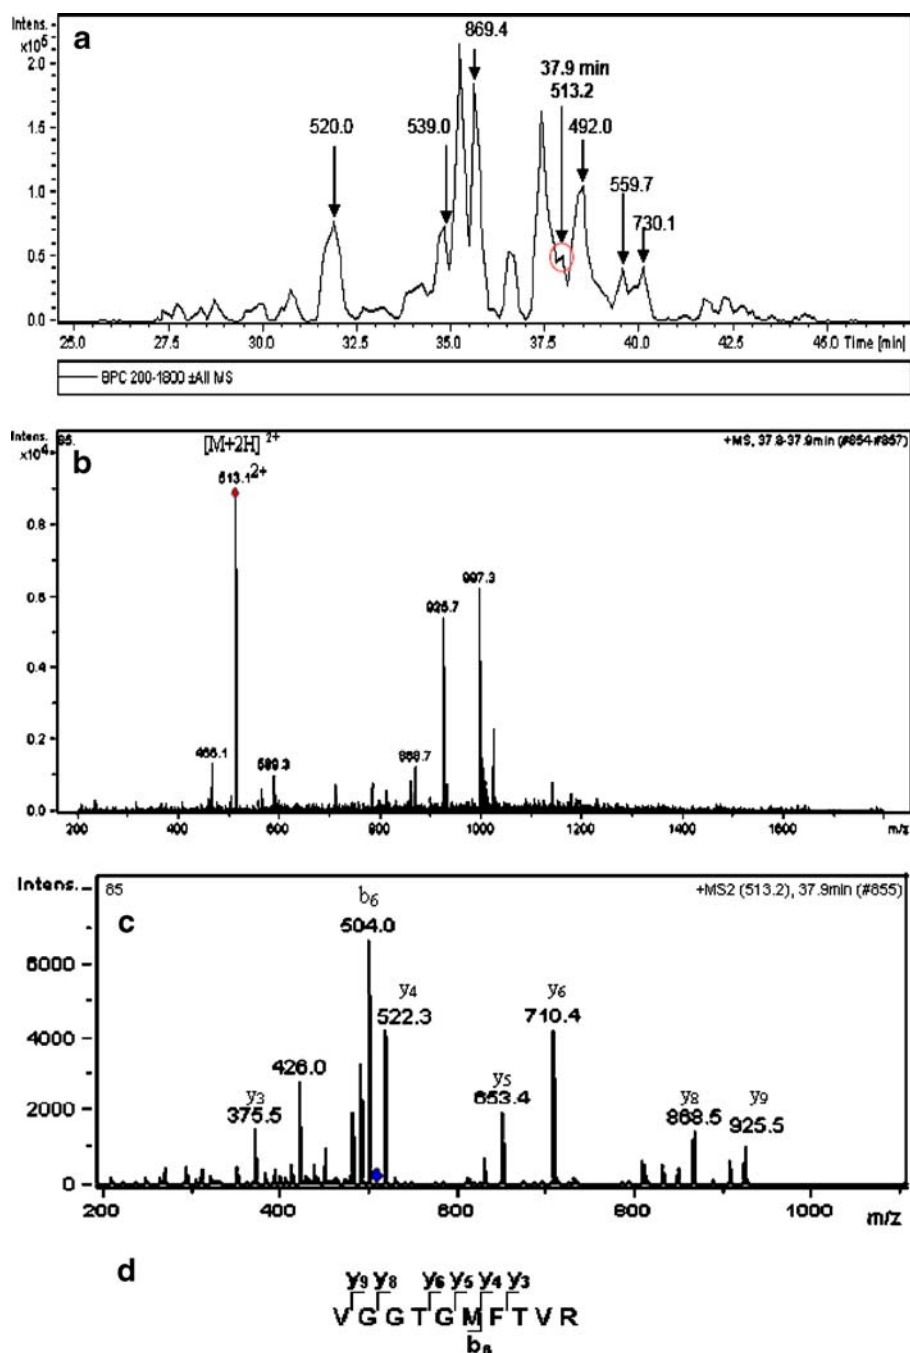 Intens.
x10⁶
a
869.4
37.9 min
513.2
520.0
539.0
492.0
559.7
730.1
2.0
1.5
1.0
0.5
0.0
25.0 27.5 30.0 32.5 35.0 37.5 40.0 42.5 45.0 Time [min]
BPC 200-1800 ±All MS
Intens.
b
[M+2H] 2+
+MS, 37.8-37.9min (#854-#857)
513.1 2+
997.3
925.7
466.1
589.3
868.7
0.8
0.6
0.4
0.2
0.0
200 400 600 800 1000 1200 1400 1600 m/z
Intens.
85
+MS2 (513.2), 37.9min (#855)
c
b6
504.0
y4
522.3
y6
710.4
426.0
y3
375.5
y5
653.4
y8
868.5
y9
925.5
6000
4000
2000
0
200 400 600 800 1000 m/z
d
y9 y8 y6 y5 y4 y3
V G G T G M F T V R